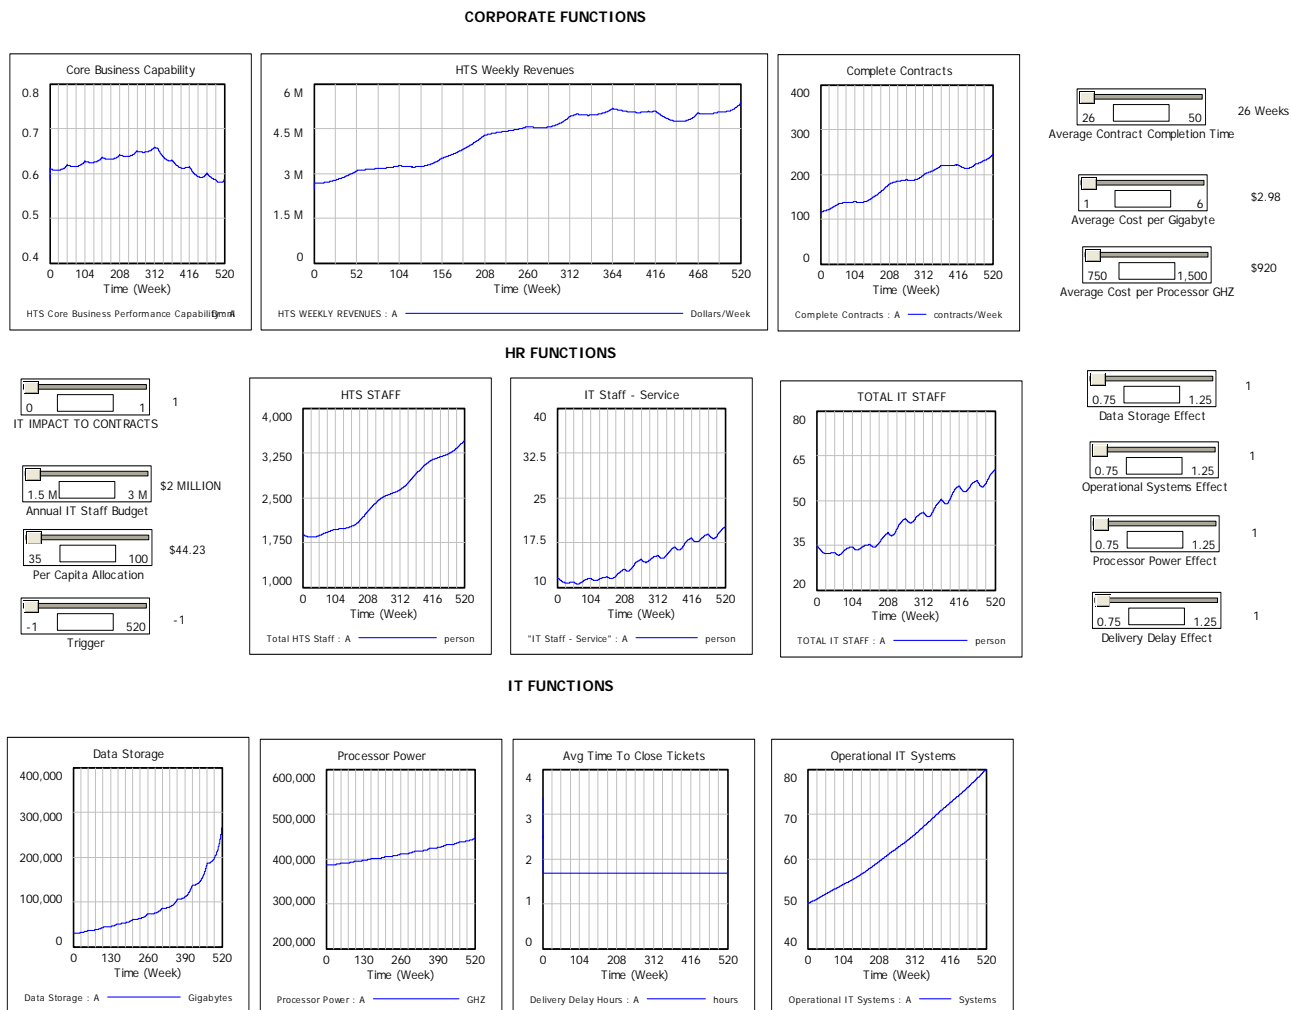 CORPORATE FUNCTIONS
Core Business Capability
0.8
0.7
0.6
0.5
0.4
0 104 208 312 416 520
Time (Week)
HTS Core Business Performance Capability : A
HTS Weekly Revenues
6 M
4.5 M
3 M
1.5 M
0
0 52 104 156 208 260 312 364 416 468 520
Time (Week)
HTS WEEKLY REVENUES : A Dollars/Week
Complete Contracts
400
300
200
100
0
0 104 208 312 416 520
Time (Week)
Complete Contracts : A contracts/Week
26 50 26 Weeks
Average Contract Completion Time
1 6 $2.98
Average Cost per Gigabyte
750 1,500 $920
Average Cost per Processor GHZ
HR FUNCTIONS
0 1 1
IT IMPACT TO CONTRACTS
1.5 M 3 M $2 MILLION
Annual IT Staff Budget
35 100 $44.23
Per Capita Allocation
-1 520 -1
Trigger
HTS STAFF
4,000
3,250
2,500
1,750
1,000
0 104 208 312 416 520
Time (Week)
Total HTS Staff : A person
IT Staff - Service
40
32.5
25
17.5
10
0 104 208 312 416 520
Time (Week)
"IT Staff - Service" : A person
TOTAL IT STAFF
80
65
50
35
20
0 104 208 312 416 520
Time (Week)
TOTAL IT STAFF : A person
0.75 1.25 1
Data Storage Effect
0.75 1.25 1
Operational Systems Effect
0.75 1.25 1
Processor Power Effect
0.75 1.25 1
Delivery Delay Effect
IT FUNCTIONS
Data Storage
400,000
300,000
200,000
100,000
0
0 130 260 390 520
Time (Week)
Data Storage : A Gigabytes
Processor Power
600,000
500,000
400,000
300,000
200,000
0 130 260 390 520
Time (Week)
Processor Power : A GHZ
Avg Time To Close Tickets
4
3
2
1
0
0 104 208 312 416 520
Time (Week)
Delivery Delay Hours : A hours
Operational IT Systems
80
70
60
50
40
0 104 208 312 416 520
Time (Week)
Operational IT Systems : A Systems